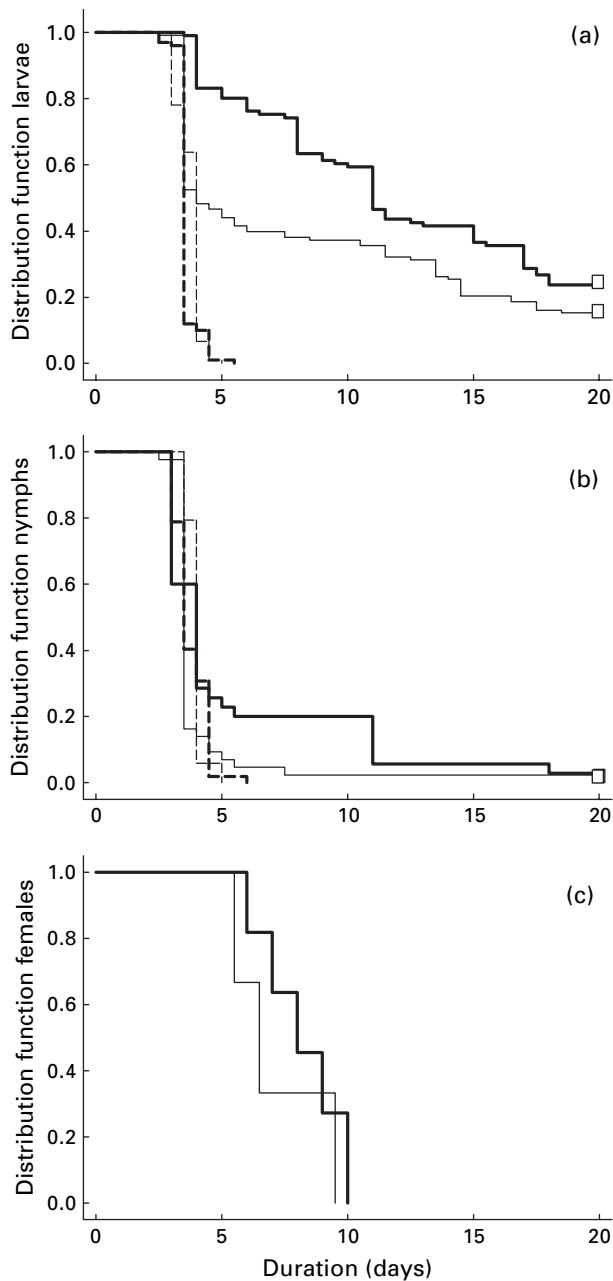 (a)
Distribution function larvae
1.0
0.8
0.6
0.4
0.2
0.0
0 5 10 15 20
(b)
Distribution function nymphs
1.0
0.8
0.6
0.4
0.2
0.0
0 5 10 15 20
(c)
Distribution function females
1.0
0.8
0.6
0.4
0.2
0.0
0 5 10 15 20
Duration (days)